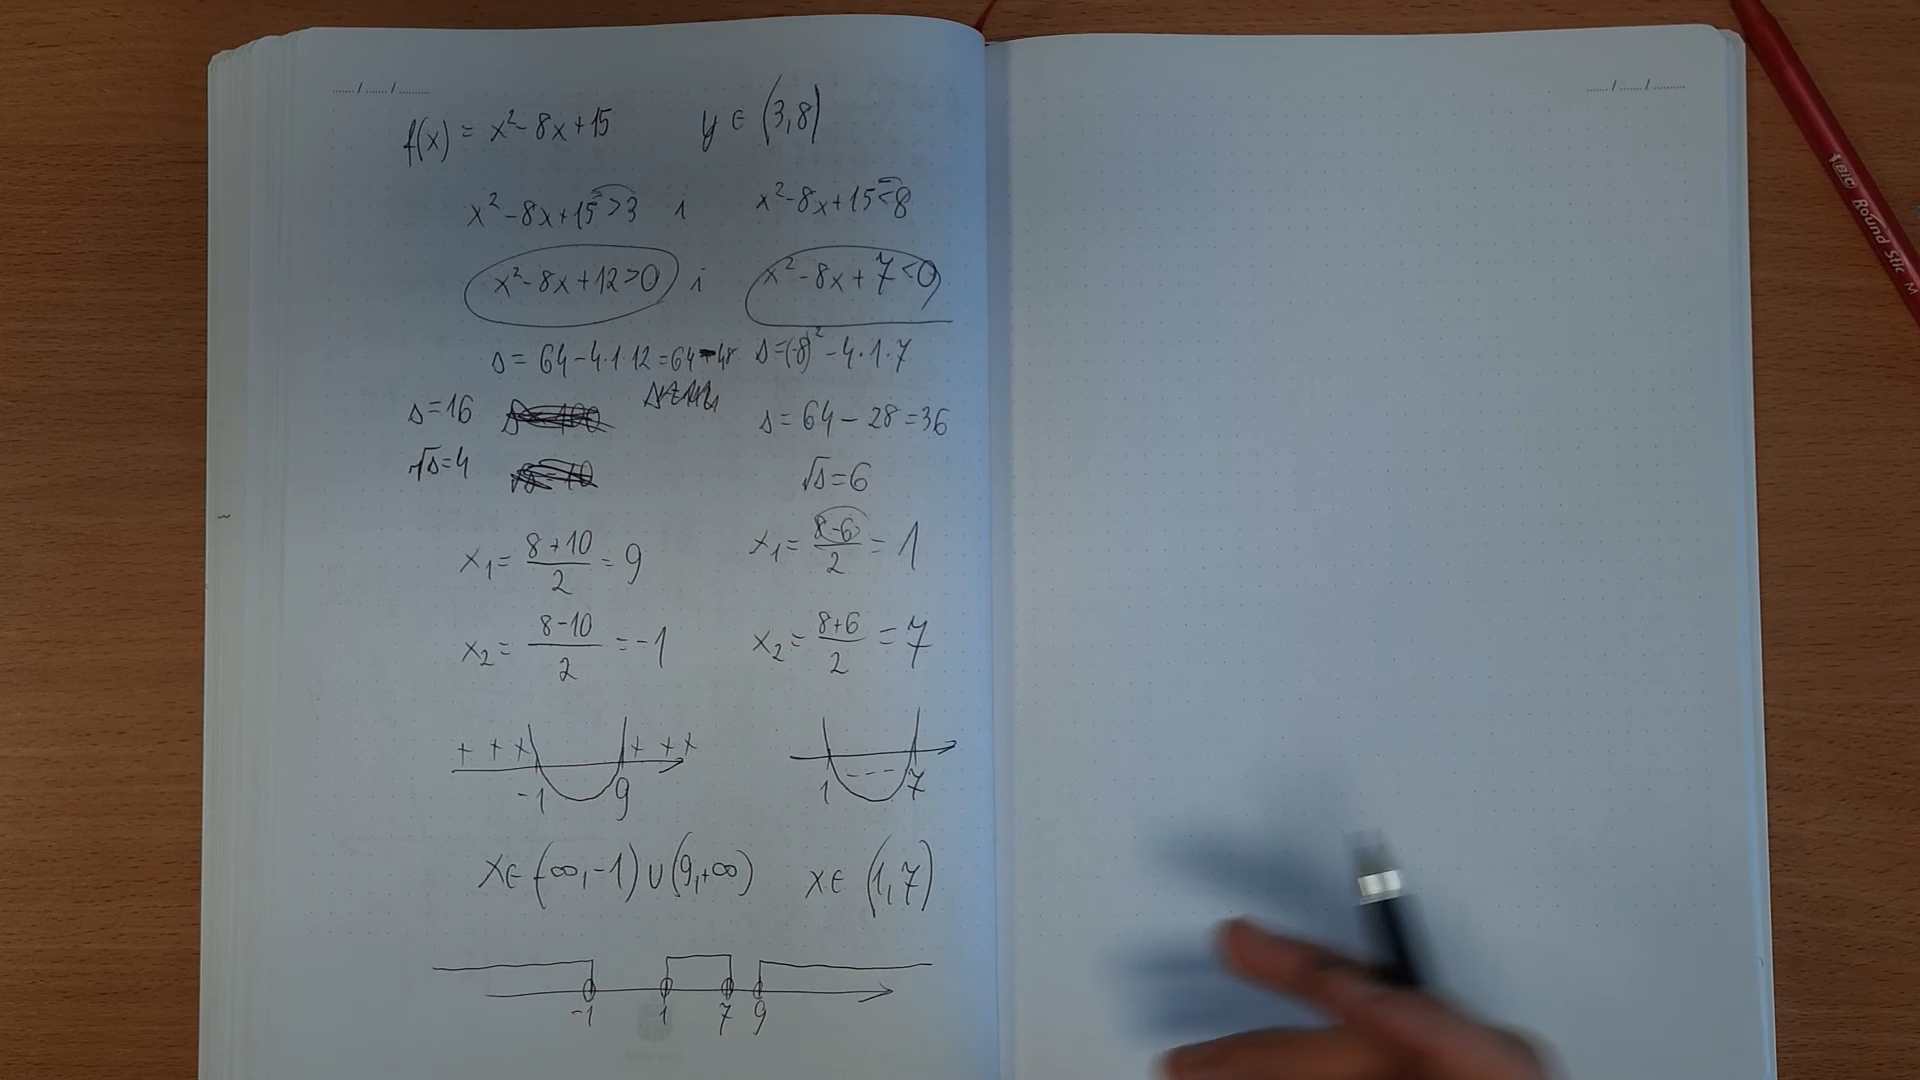 f(x) = x² - 8x + 15 y ∈ (3,8)
x² - 8x + 15 > 3 i x² - 8x + 15 < 8
x² - 8x + 12 > 0 i x² - 8x + 7 < 0
Δ = 64 - 4·1·12 = 64 - 48 Δ = (-8)² - 4·1·7
Δ = 16 Δ = 64 - 28 = 36
√Δ = 4 √Δ = 6
x₁ = (8+10)/2 = 9 x₁ = (8-6)/2 = 1
x₂ = (8-10)/2 = -1 x₂ = (8+6)/2 = 7
+ + + + + +
-1 9 - - - 1 7
x ∈ (-∞, -1) ∪ (9, +∞) x ∈ (1, 7)
-1 1 7 9
BIC Round Stic M